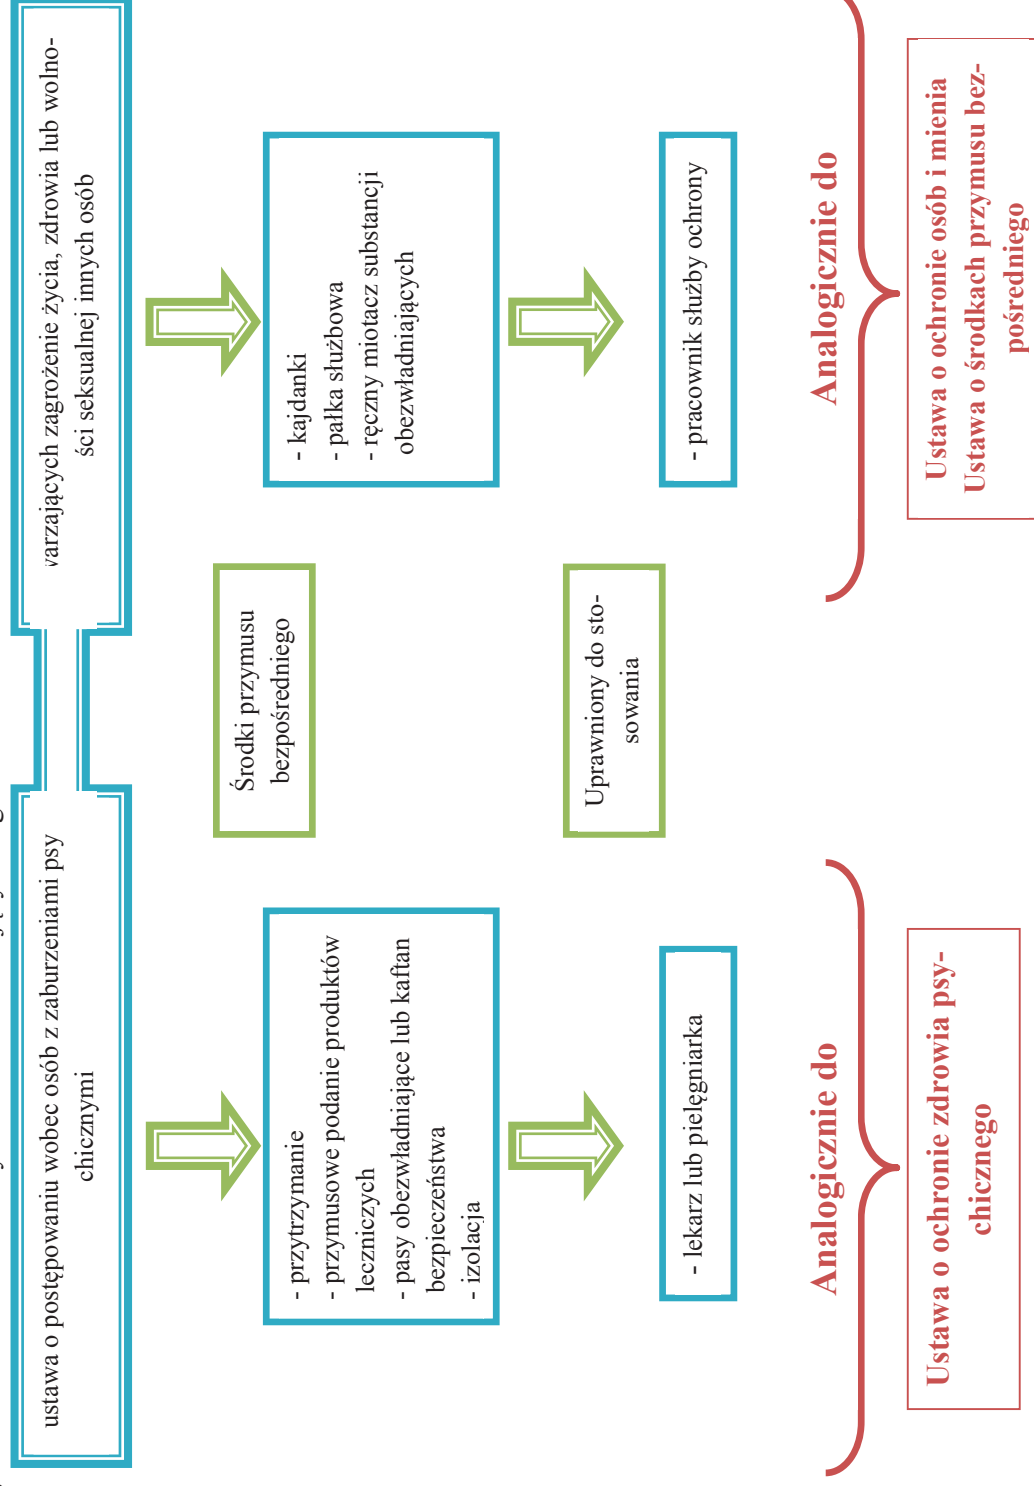 ustawa o postępowaniu wobec osób z zaburzeniami psy
chicznymi
warzających zagrożenie życia, zdrowia lub wolno-
ści seksualnej innych osób
Środki przymusu
bezpośredniego
- przytrzymanie
- przymusowe podanie produktów
leczniczych
- pasy obezwładniające lub kaftan
bezpieczeństwa
- izolacja
- kajdanki
- pałka służbowa
- ręczny miotacz substancji
obezwładniających
Uprawniony do sto-
sowania
- lekarz lub pielęgniarka
- pracownik służby ochrony
Analogicznie do
Analogicznie do
Ustawa o ochronie zdrowia psy-
chicznego
Ustawa o ochronie osób i mienia
Ustawa o środkach przymusu bez-
pośredniego